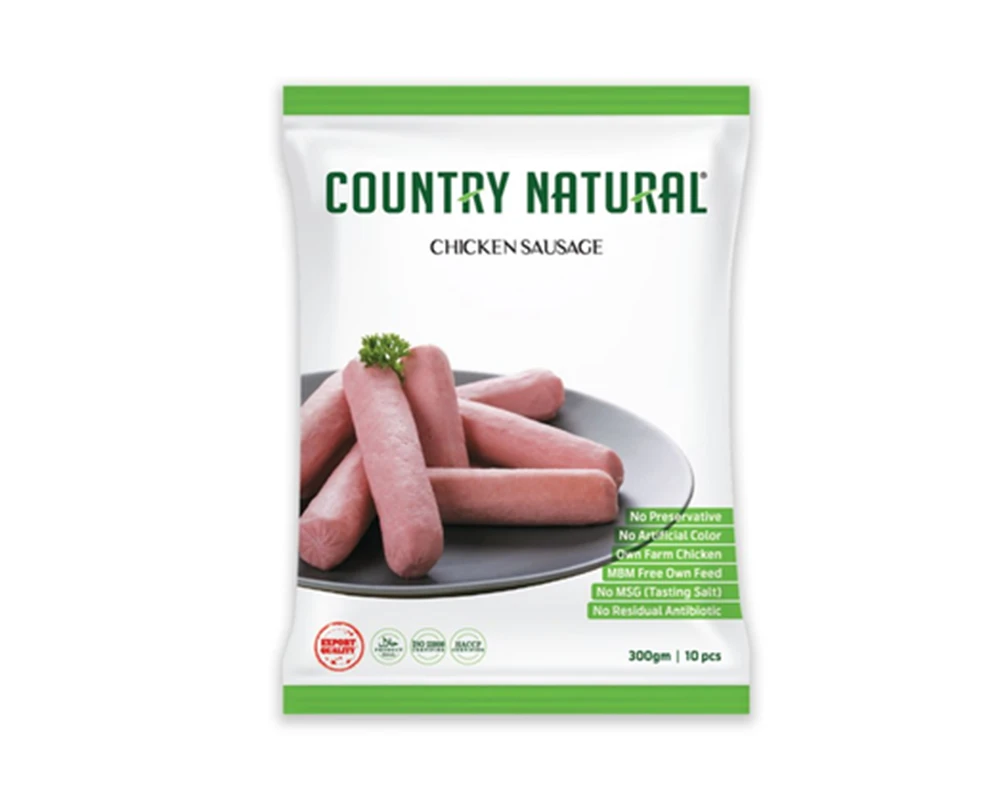 COUNTRY NATURAL®
CHICKEN SAUSAGE
No Preservative
No Artificial Color
Own Farm Chicken
MBM Free Own Feed
No MSG (Tasting Salt)
No Residual Antibiotic
EXPORT
QUALITY
HACCP
300gm | 10 pcs